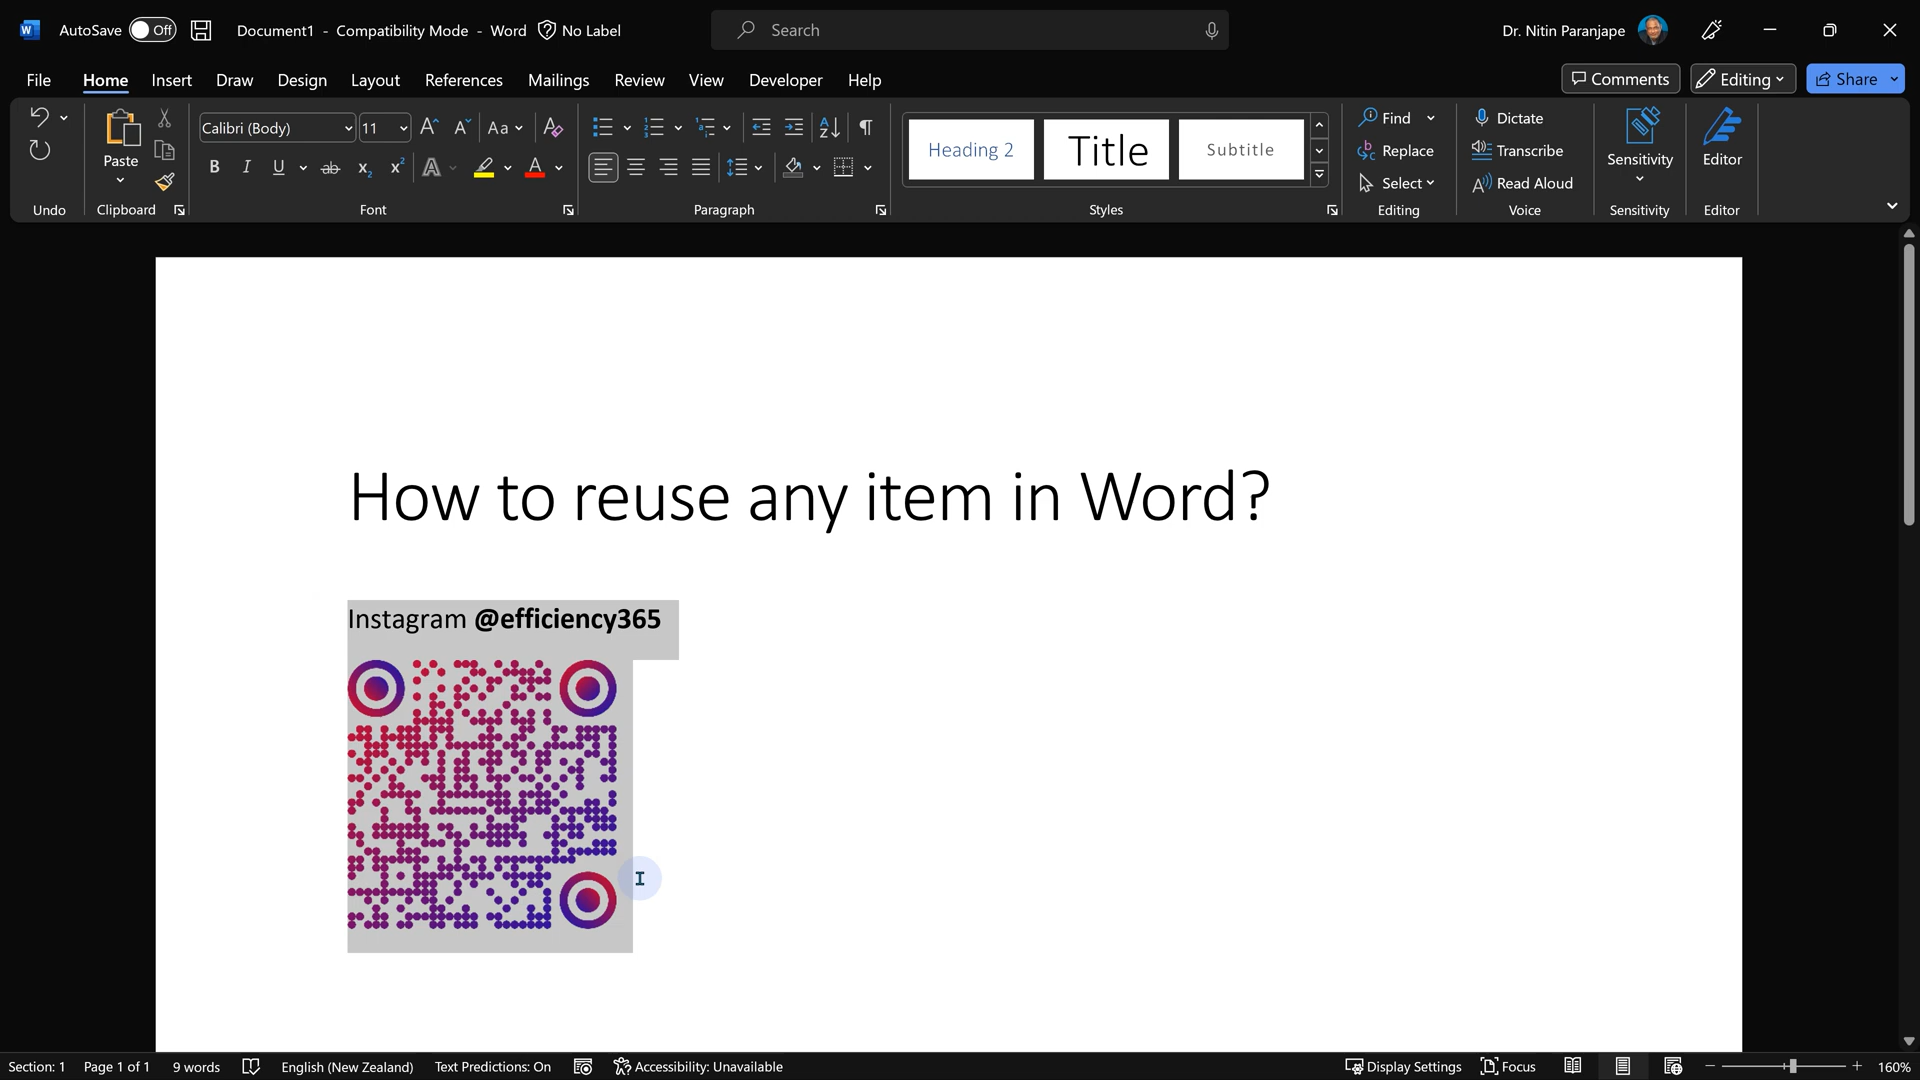 AutoSave Off Document1 - Compatibility Mode - Word No Label Search Dr. Nitin Paranjape
File Home Insert Draw Design Layout References Mailings Review View Developer Help Comments Editing Share
Calibri (Body) 11 Aa Find Dictate
Paste Heading 2 Title Subtitle Replace Transcribe Sensitivity Editor
B I U ab x₂ x² A A Select Read Aloud
Undo Clipboard Font Paragraph Styles Editing Voice Sensitivity Editor
How to reuse any item in Word?
Instagram @efficiency365
Section: 1 Page 1 of 1 9 words English (New Zealand) Text Predictions: On Accessibility: Unavailable Display Settings Focus 160%